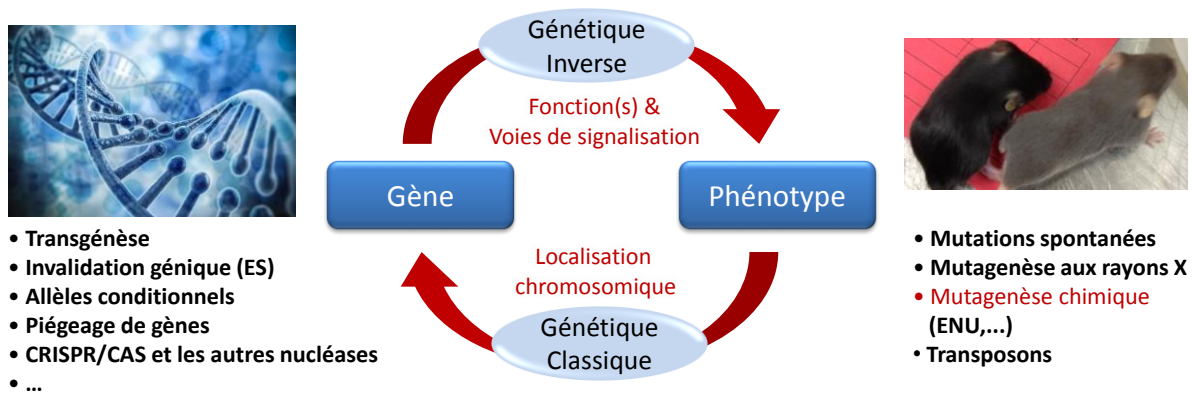 Génétique
Inverse
Fonction(s) &
Voies de signalisation
Gène
Phénotype
Localisation
chromosomique
Génétique
Classique
• Transgénèse
• Invalidation génique (ES)
• Allèles conditionnels
• Piégeage de gènes
• CRISPR/CAS et les autres nucléases
• ...
• Mutations spontanées
• Mutagenèse aux rayons X
• Mutagenèse chimique
(ENU,...)
• Transposons